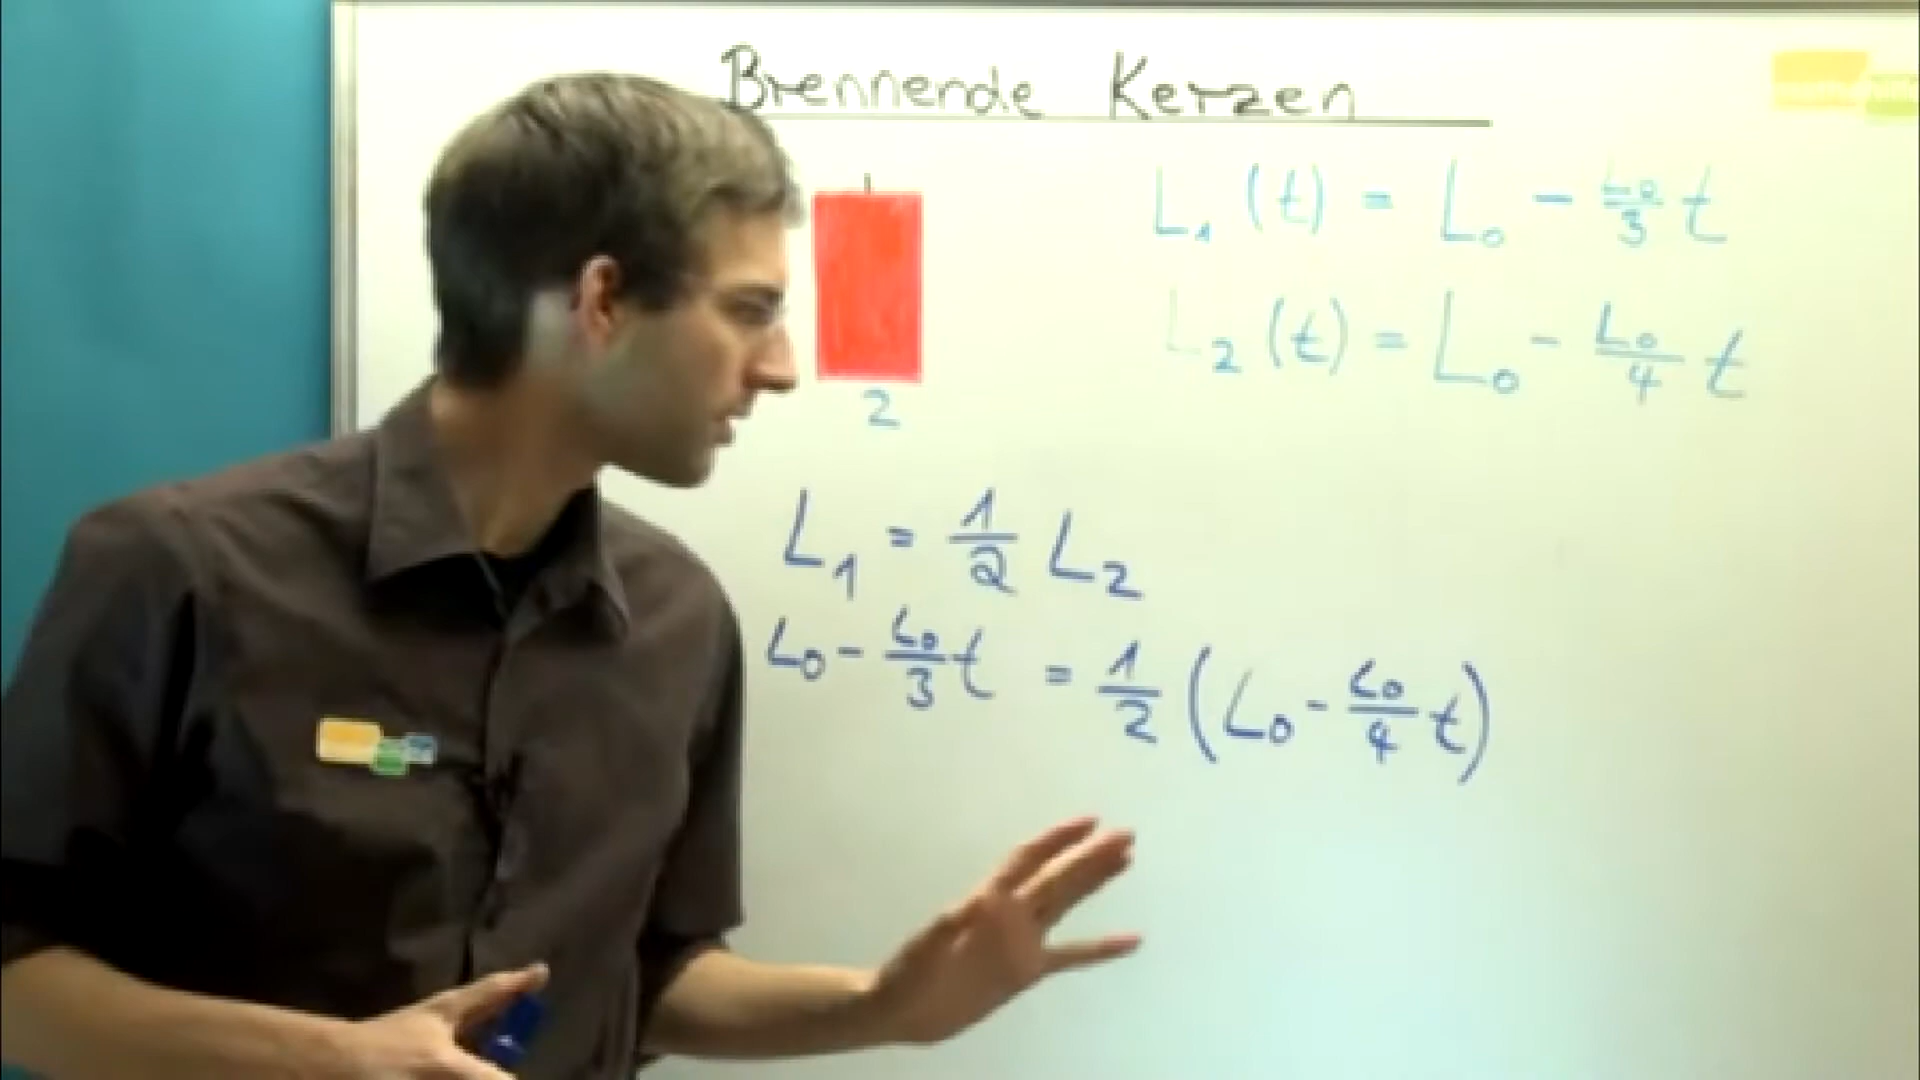 Brennende Kerzen
L₁ (t) = L₀ - L₀/3 t
L₂ (t) = L₀ - L₀/4 t
2
L₁ = 1/2 L₂
L₀ - L₀/3 t = 1/2 (L₀ - L₀/4 t)